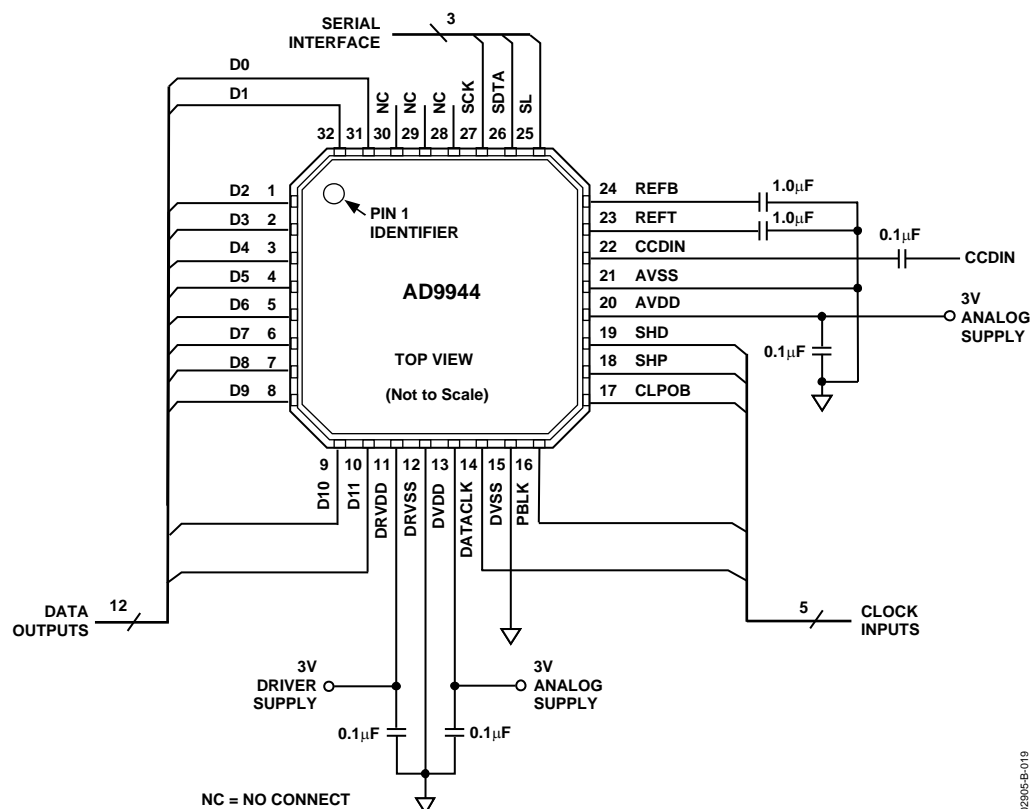 SERIAL
INTERFACE
3
D0
D1
NC
NC
NC
SCK
SDTA
SL
32 31 30 29 28 27 26 25
D2 1
D3 2
D4 3
D5 4
D6 5
D7 6
D8 7
D9 8
PIN 1
IDENTIFIER
AD9944
TOP VIEW
(Not to Scale)
24 REFB
23 REFT
22 CCDIN
21 AVSS
20 AVDD
19 SHD
18 SHP
17 CLPOB
1.0µF
1.0µF
0.1µF
CCDIN
3V
ANALOG
SUPPLY
0.1µF
9 10 11 12 13 14 15 16
D10
D11
DRVDD
DRVSS
DVDD
DATACLK
DVSS
PBLK
DATA
OUTPUTS
12
5
CLOCK
INPUTS
3V
DRIVER
SUPPLY
3V
ANALOG
SUPPLY
0.1µF
0.1µF
NC = NO CONNECT
02905-B-019